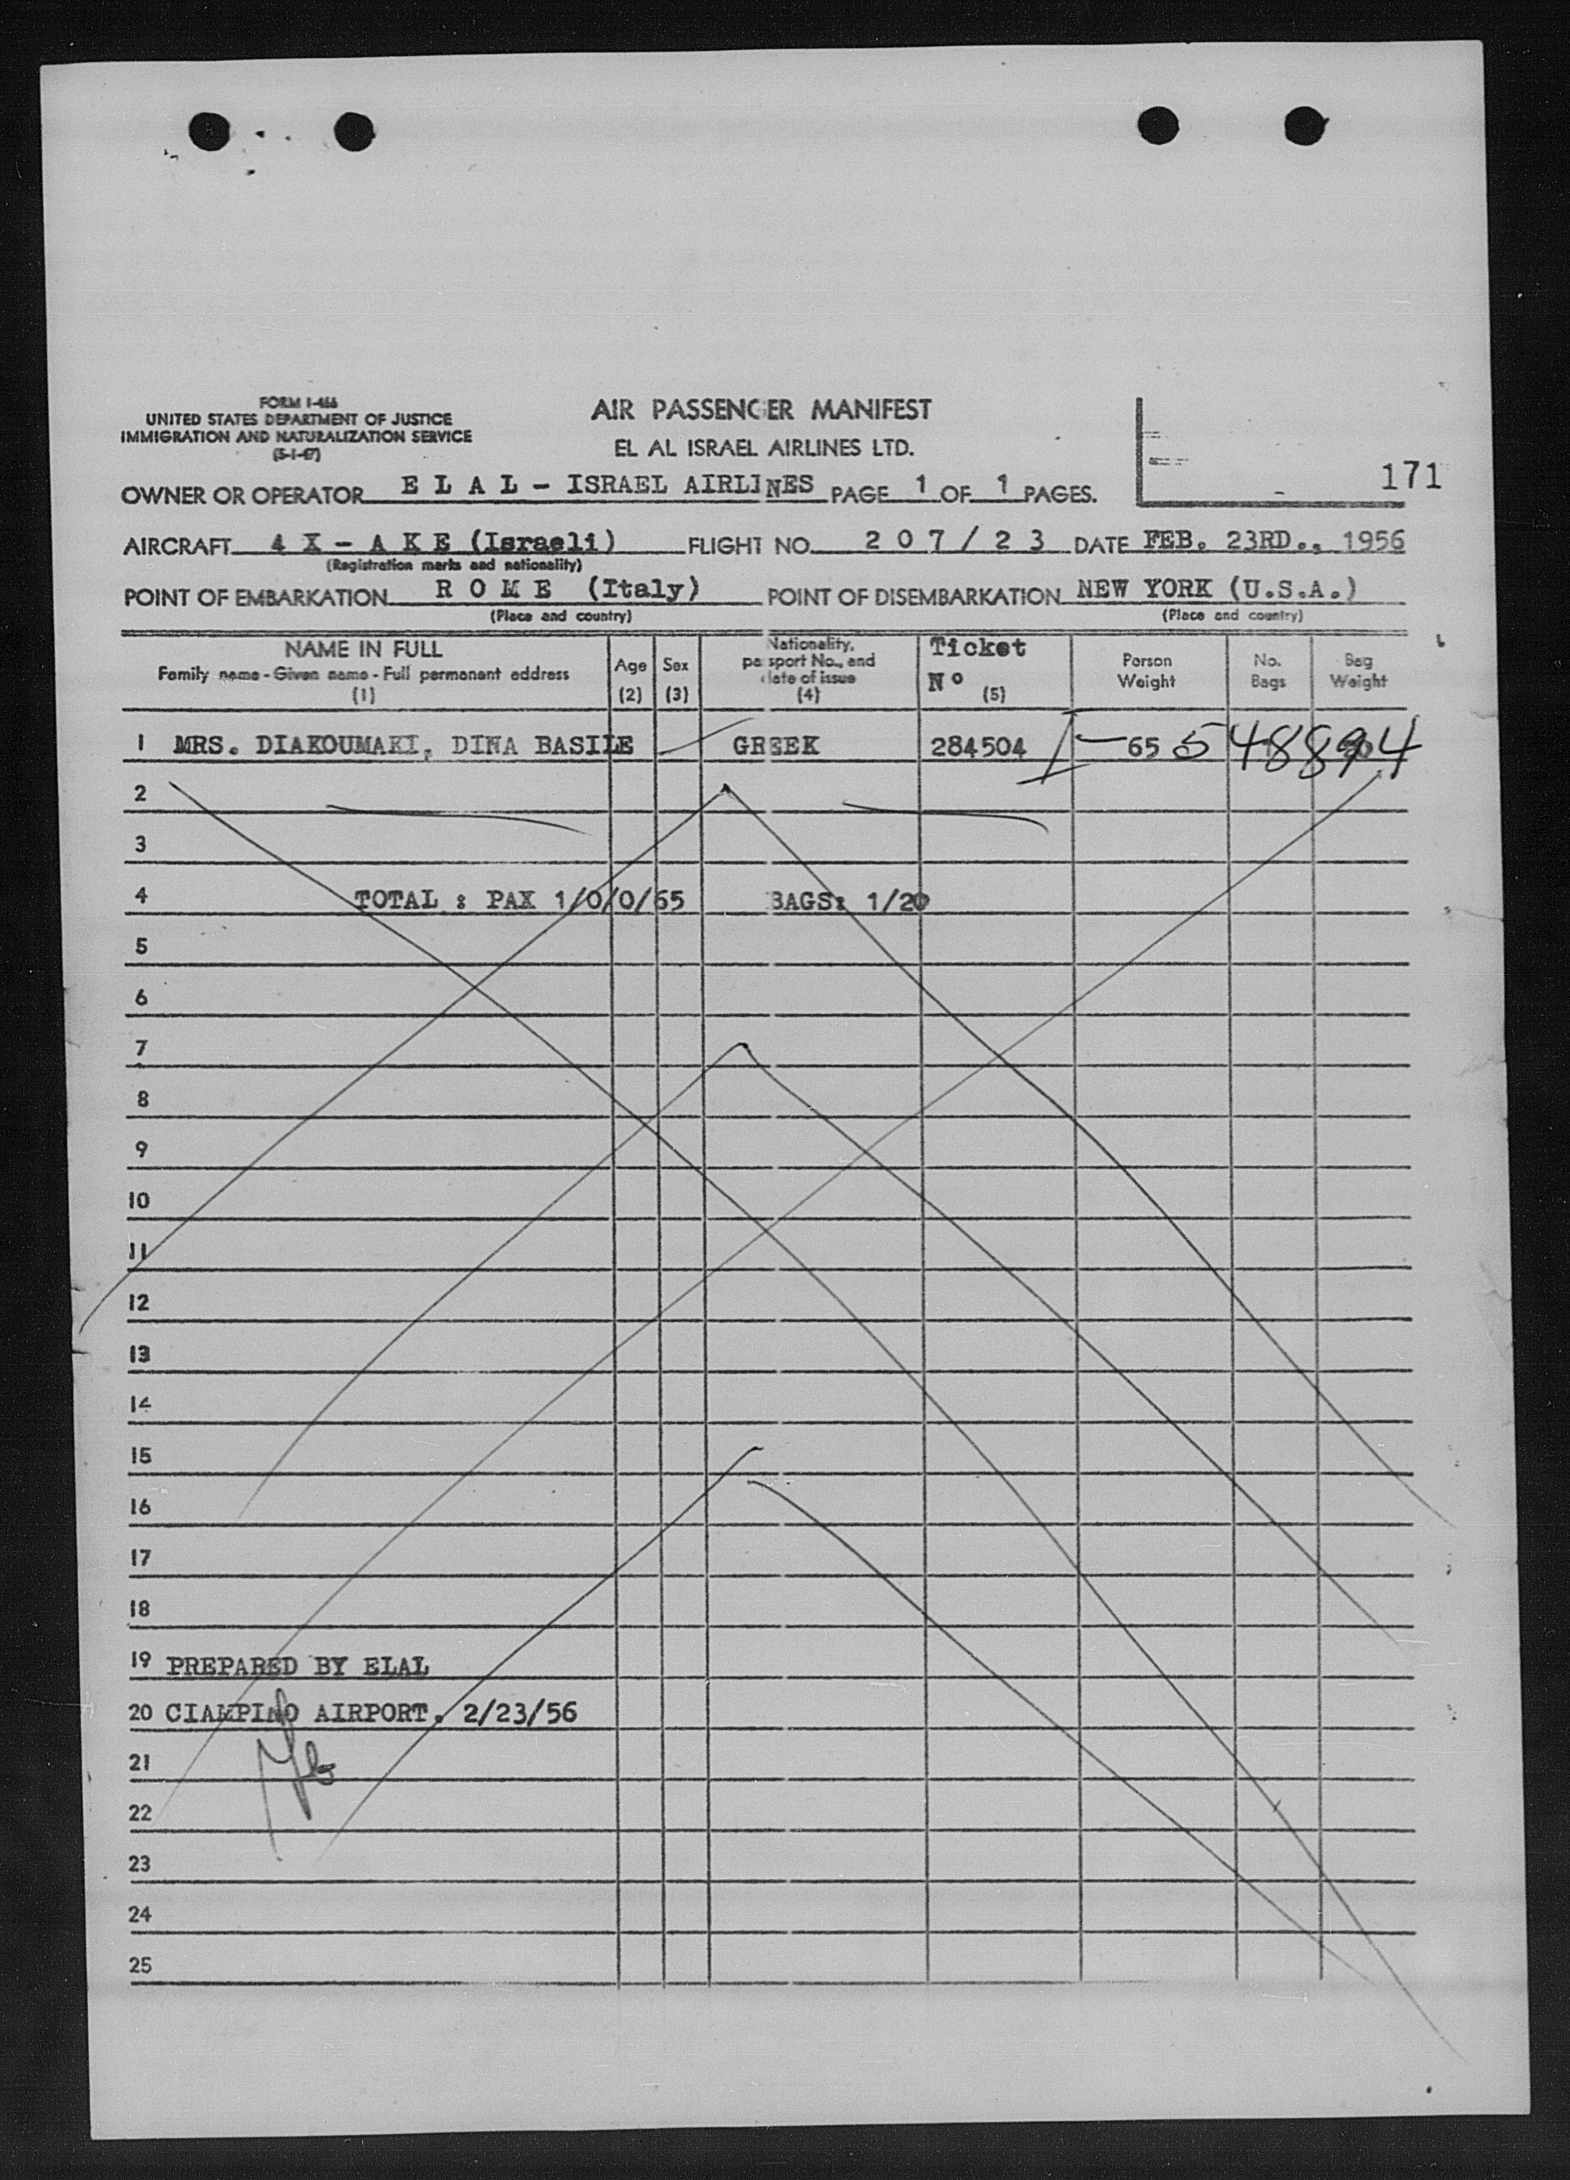 FORM I-466
UNITED STATES DEPARTMENT OF JUSTICE
IMMIGRATION AND NATURALIZATION SERVICE
(5-1-47)
AIR PASSENGER MANIFEST
EL AL ISRAEL AIRLINES LTD.
171
OWNER OR OPERATOR E L A L - ISRAEL AIRLINES PAGE 1 OF 1 PAGES.
AIRCRAFT 4 X - A K E (Israeli) FLIGHT NO. 2 0 7 / 2 3 DATE FEB. 23RD., 1956
(Registration marks and nationality)
POINT OF EMBARKATION R O M E (Italy) POINT OF DISEMBARKATION NEW YORK (U.S.A.)
(Place and country) (Place and country)
NAME IN FULL
Family name - Given name - Full permanent address
(1)
Age
(2)
Sex
(3)
Nationality,
passport No., and
date of issue
(4)
Ticket
Nº (5)
Person
Weight
No.
Bags
Bag
Weight
1 MRS. DIAKOUMAKI, DINA BASILE GREEK 284504 65 548894
2
3
4 TOTAL : PAX 1/0/0/65 BAGS: 1/20
5
6
7
8
9
10
11
12
13
14
15
16
17
18
19 PREPARED BY ELAL
20 CIAMPINO AIRPORT. 2/23/56
21
22
23
24
25